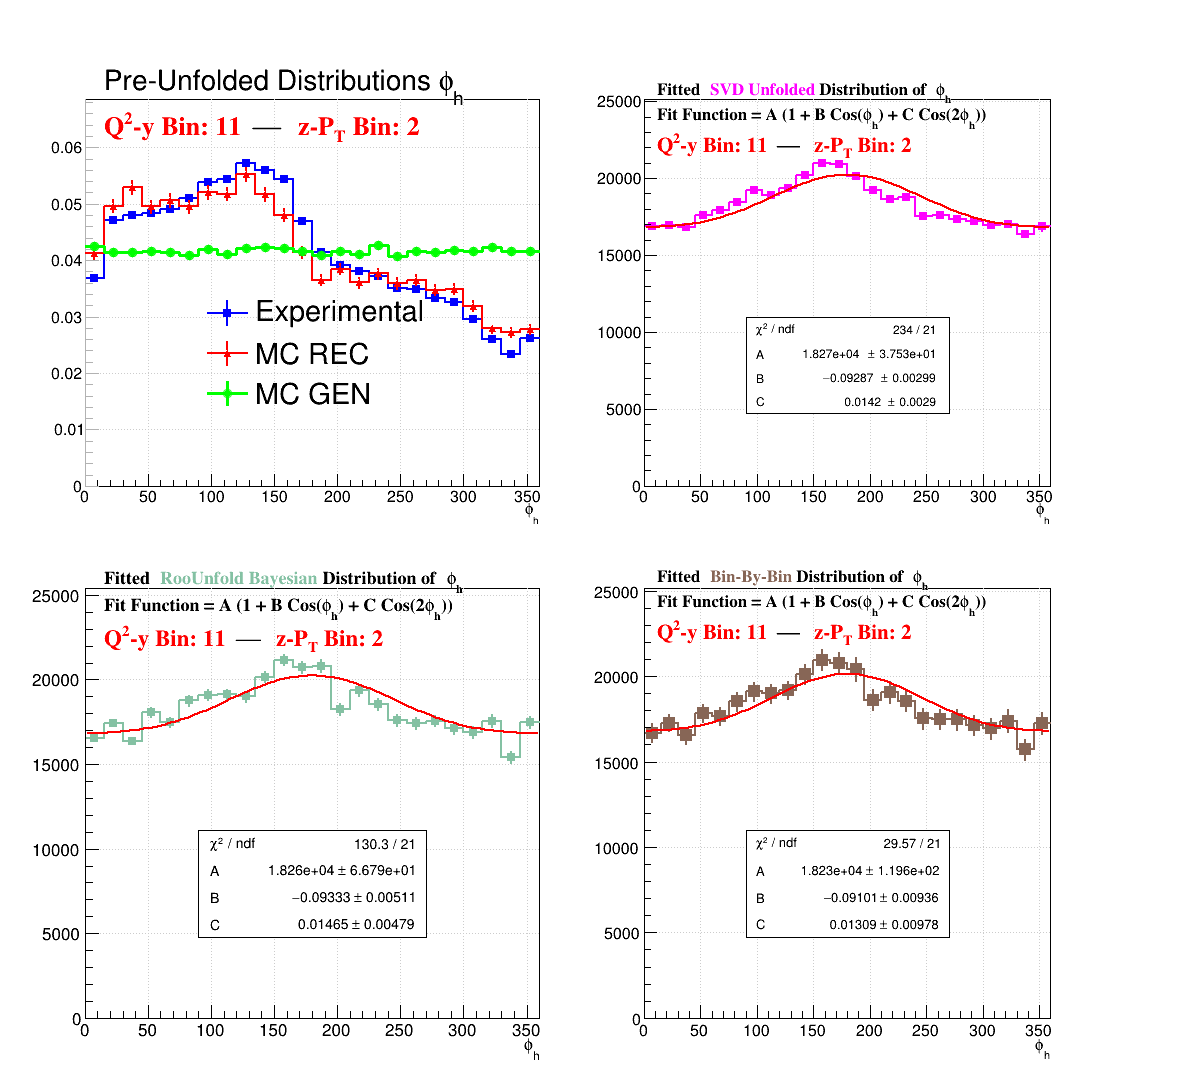 Pre-Unfolded Distributions ϕh
Q²-y Bin: 11 — z-PT Bin: 2
0.06
0.05
0.04
0.03
0.02
0.01
0
Experimental
MC REC
MC GEN
0 50 100 150 200 250 300 350
ϕh
Fitted SVD Unfolded Distribution of ϕh
Fit Function = A (1 + B Cos(ϕh) + C Cos(2ϕh))
Q²-y Bin: 11 — z-PT Bin: 2
25000
20000
15000
10000
5000
0
χ² / ndf 234 / 21
A 1.827e+04 ± 3.753e+01
B −0.09287 ± 0.00299
C 0.0142 ± 0.0029
0 50 100 150 200 250 300 350
ϕh
Fitted RooUnfold Bayesian Distribution of ϕh
Fit Function = A (1 + B Cos(ϕh) + C Cos(2ϕh))
Q²-y Bin: 11 — z-PT Bin: 2
25000
20000
15000
10000
5000
0
χ² / ndf 130.3 / 21
A 1.826e+04 ± 6.679e+01
B −0.09333 ± 0.00511
C 0.01465 ± 0.00479
0 50 100 150 200 250 300 350
ϕh
Fitted Bin-By-Bin Distribution of ϕh
Fit Function = A (1 + B Cos(ϕh) + C Cos(2ϕh))
Q²-y Bin: 11 — z-PT Bin: 2
25000
20000
15000
10000
5000
0
χ² / ndf 29.57 / 21
A 1.823e+04 ± 1.196e+02
B −0.09101 ± 0.00936
C 0.01309 ± 0.00978
0 50 100 150 200 250 300 350
ϕh